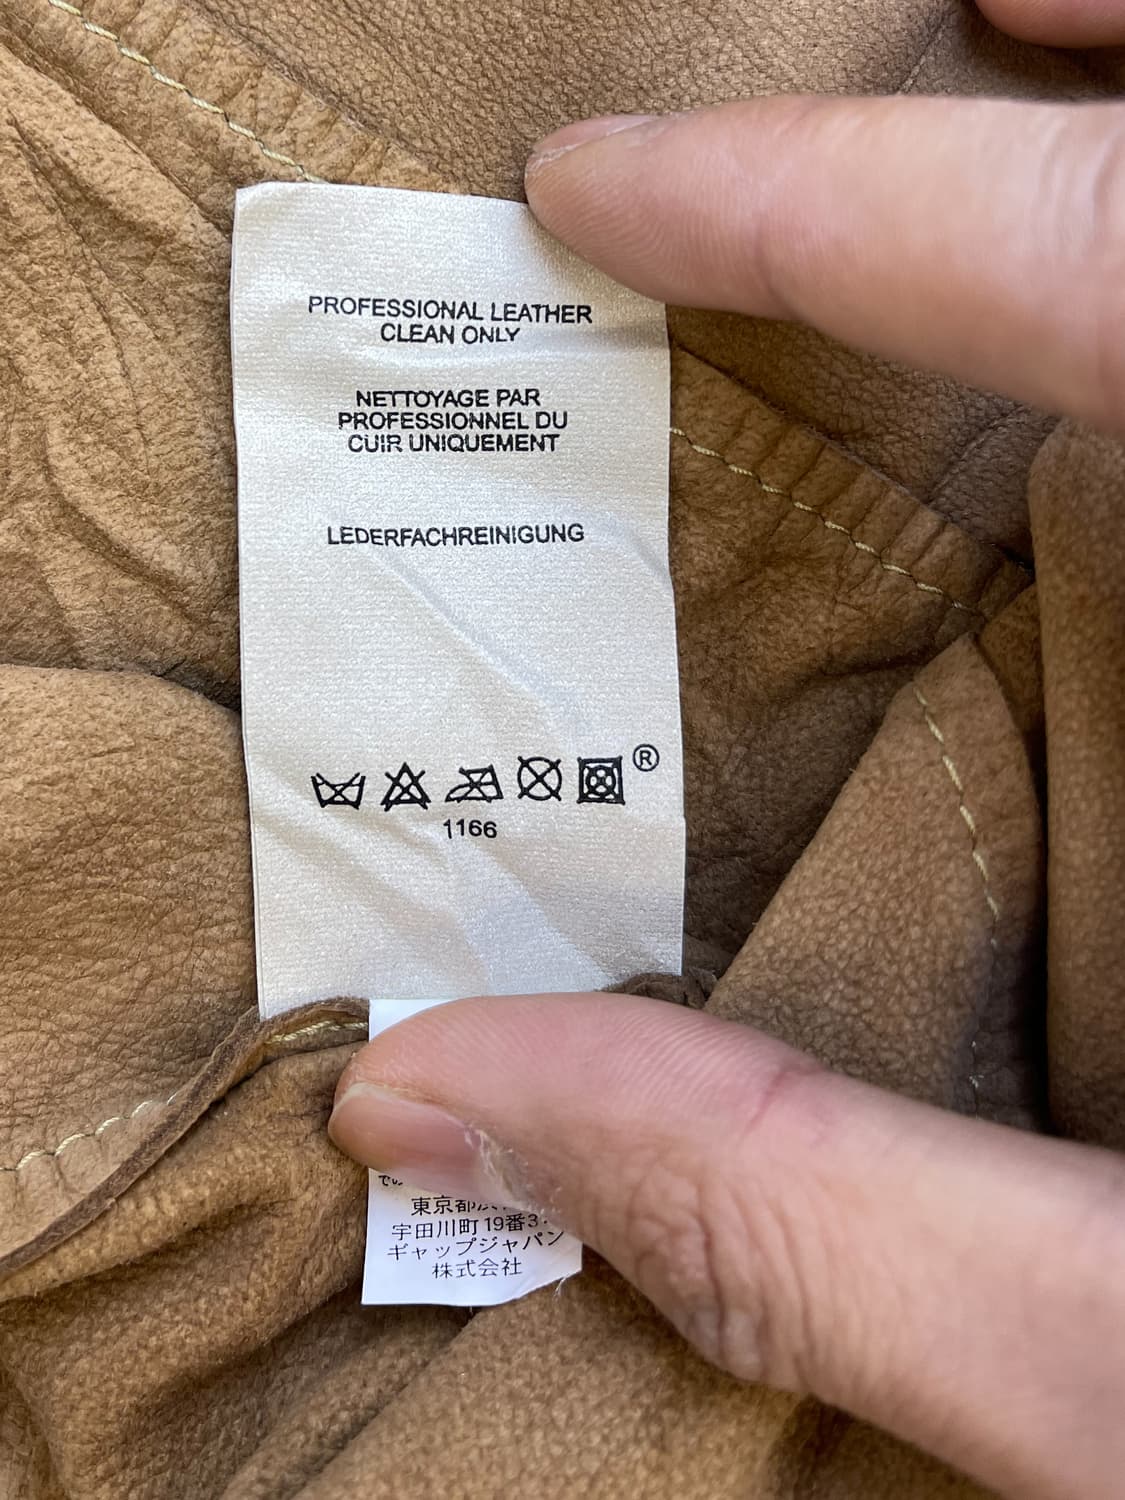 PROFESSIONAL LEATHER
CLEAN ONLY
NETTOYAGE PAR
PROFESSIONNEL DU
CUIR UNIQUEMENT
LEDERFACHREINIGUNG
®
1166
東京都
宇田川町19番3
ギャップジャパン
株式会社